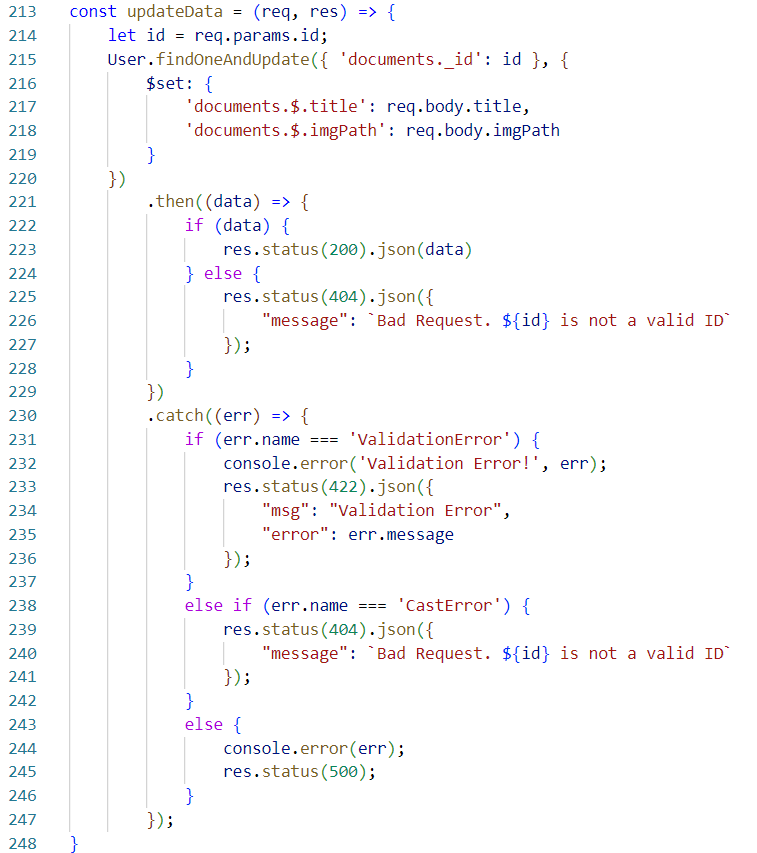 213 const updateData = (req, res) => {
214     let id = req.params.id;
215     User.findOneAndUpdate({ 'documents._id': id }, {
216         $set: {
217             'documents.$.title': req.body.title,
218             'documents.$.imgPath': req.body.imgPath
219         }
220     })
221         .then((data) => {
222             if (data) {
223                 res.status(200).json(data)
224             } else {
225                 res.status(404).json({
226                     "message": `Bad Request. ${id} is not a valid ID`
227                 });
228             }
229         })
230         .catch((err) => {
231             if (err.name === 'ValidationError') {
232                 console.error('Validation Error!', err);
233                 res.status(422).json({
234                     "msg": "Validation Error",
235                     "error": err.message
236                 });
237             }
238             else if (err.name === 'CastError') {
239                 res.status(404).json({
240                     "message": `Bad Request. ${id} is not a valid ID`
241                 });
242             }
243             else {
244                 console.error(err);
245                 res.status(500);
246             }
247         });
248 }